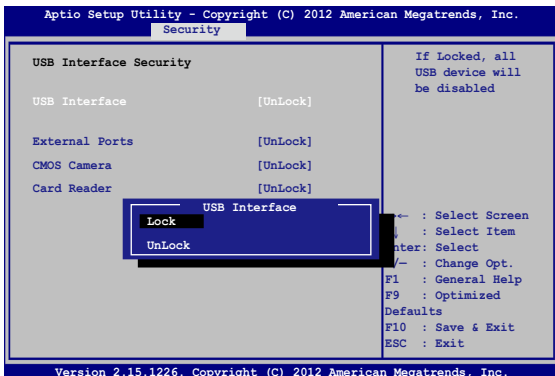 Aptio Setup Utility - Copyright (C) 2012 American Megatrends, Inc.
Security
USB Interface Security
USB Interface [UnLock]
External Ports [UnLock]
CMOS Camera [UnLock]
Card Reader [UnLock]
USB Interface
Lock
UnLock
If Locked, all
USB device will
be disabled
← : Select Screen
: Select Item
nter: Select
/— : Change Opt.
F1 : General Help
F9 : Optimized
Defaults
F10 : Save & Exit
ESC : Exit
Version 2.15.1226. Copyright (C) 2012 American Megatrends, Inc.